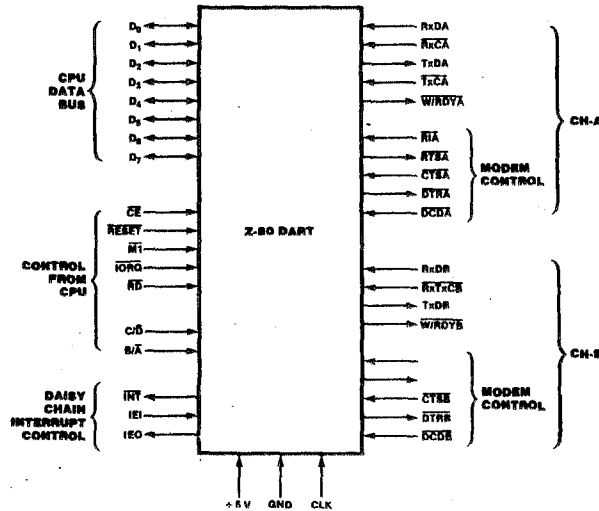 D0
D1
D2
D3
D4
D5
D6
D7
CPU
DATA
BUS
CE
RESET
M1
IORQ
RD
C/D
B/A
CONTROL
FROM
CPU
INT
IEI
IEO
DAISY
CHAIN
INTERRUPT
CONTROL
Z-80 DART
+5V
GND
CLK
RxDA
RxCA
TxDA
TxCA
W/RDYA
RIA
RTSA
CTSA
DTRA
DCDA
MODEM
CONTROL
CH-A
RxDB
RxTxCB
TxDB
W/RDYB
CTSB
DTRB
DCDB
MODEM
CONTROL
CH-B